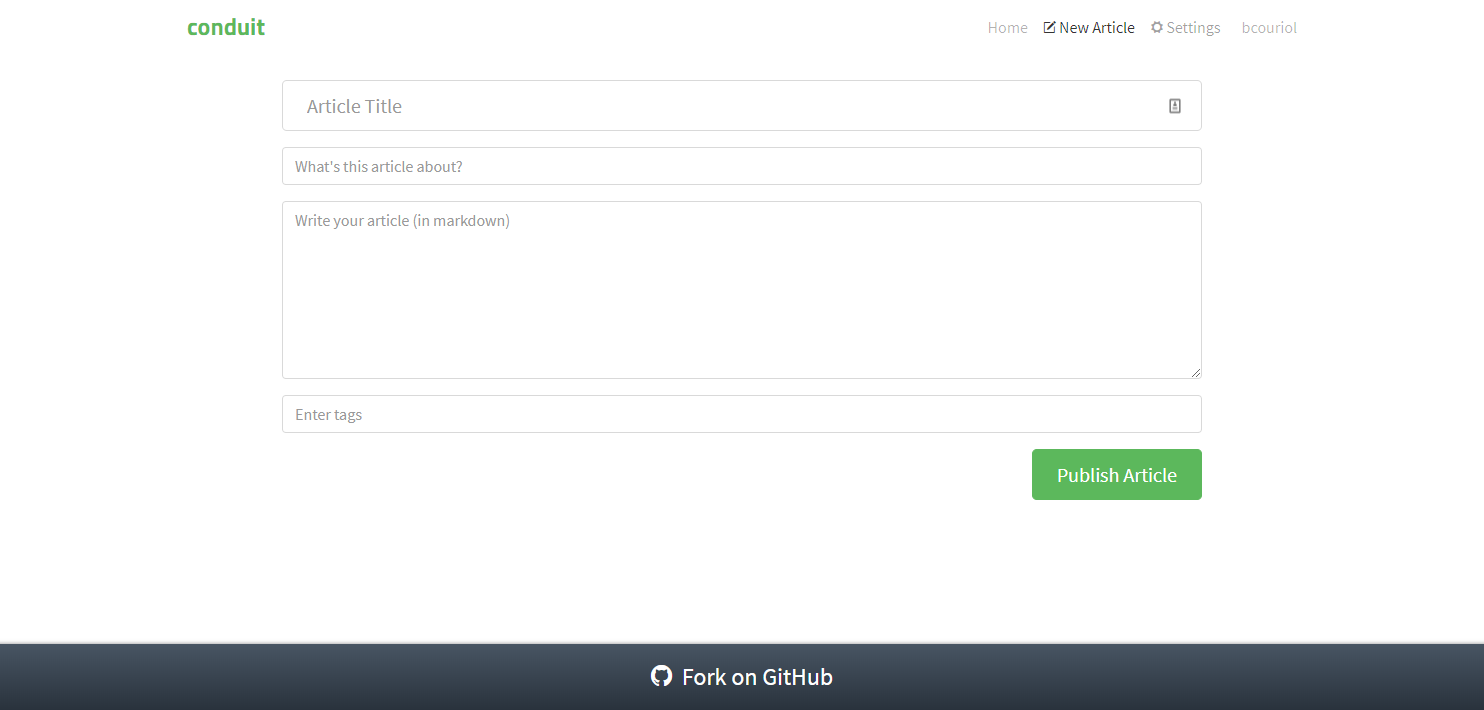 conduit
Home New Article Settings bcouriol
Article Title
What's this article about?
Write your article (in markdown)
Enter tags
Publish Article
Fork on GitHub